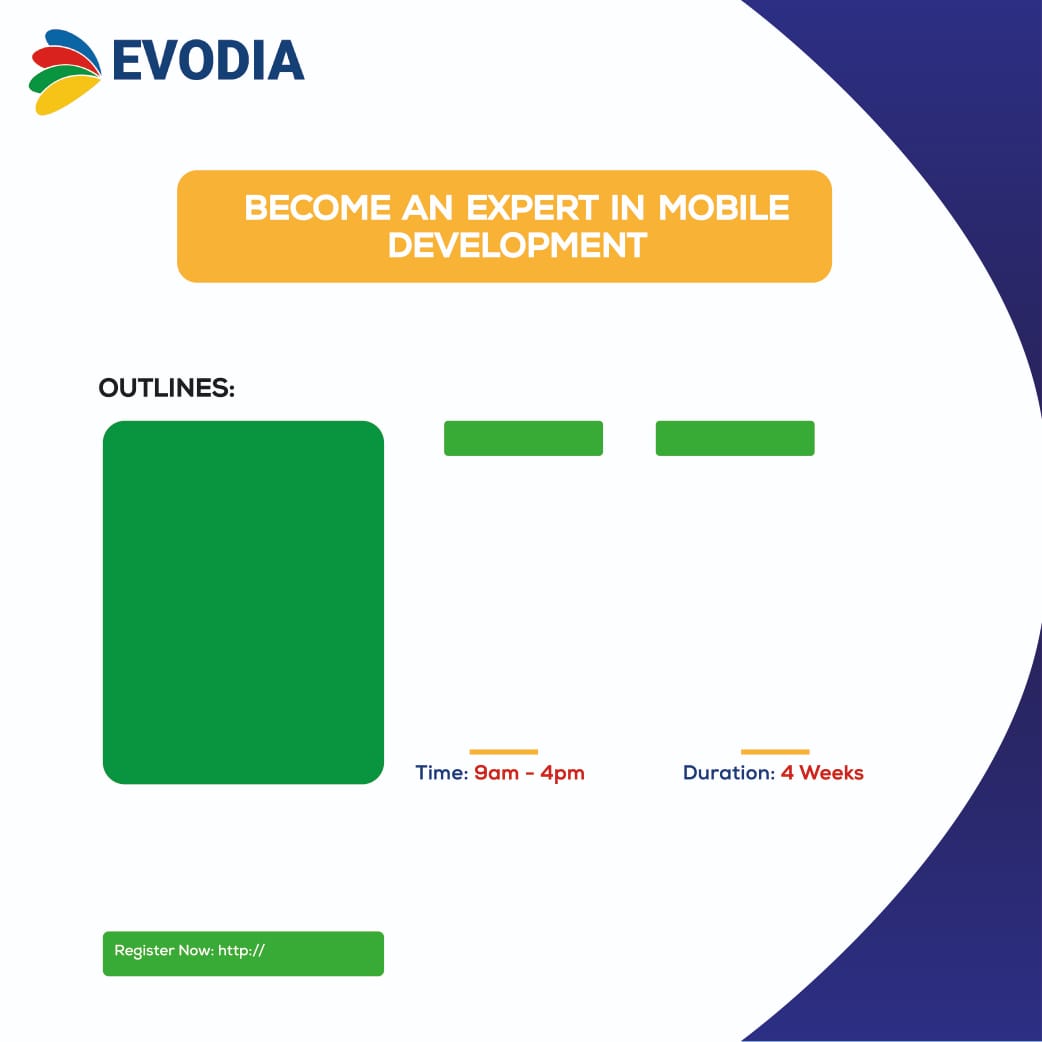 EVODIA
BECOME AN EXPERT IN MOBILE
DEVELOPMENT
OUTLINES:
Time: 9am - 4pm
Duration: 4 Weeks
Register Now: http://